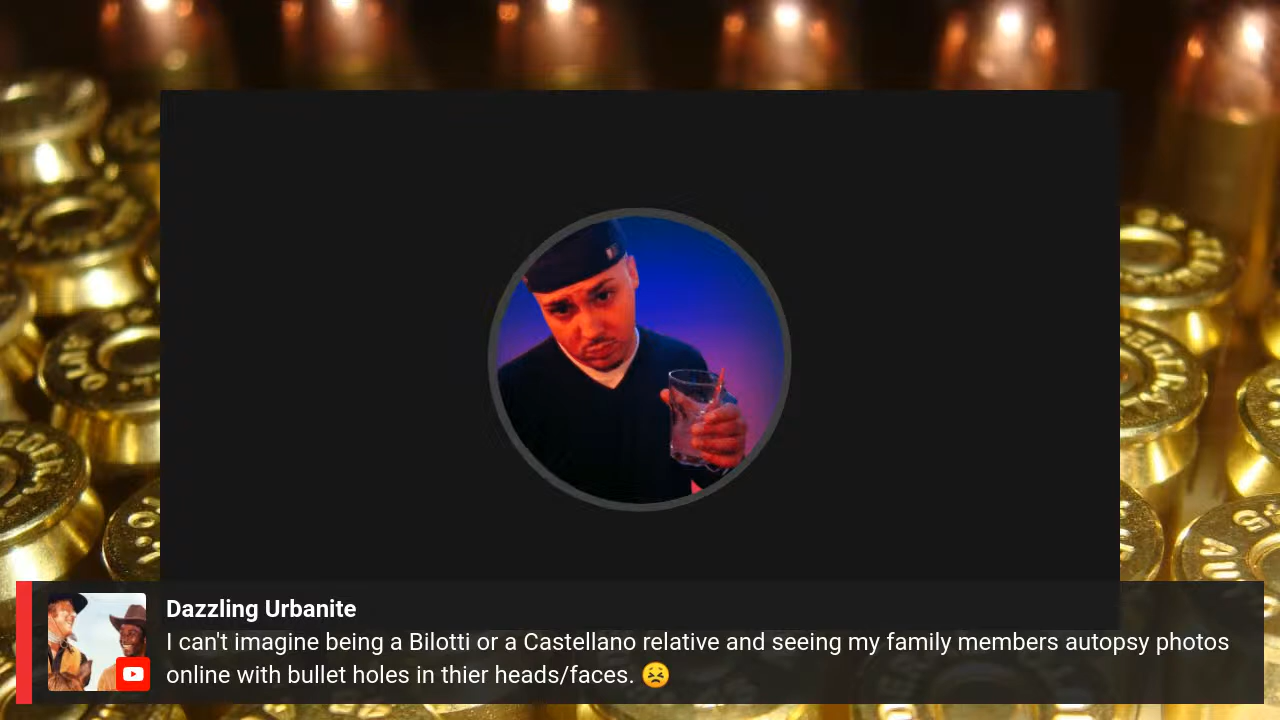 Dazzling Urbanite
I can't imagine being a Bilotti or a Castellano relative and seeing my family members autopsy photos
online with bullet holes in thier heads/faces. 😣